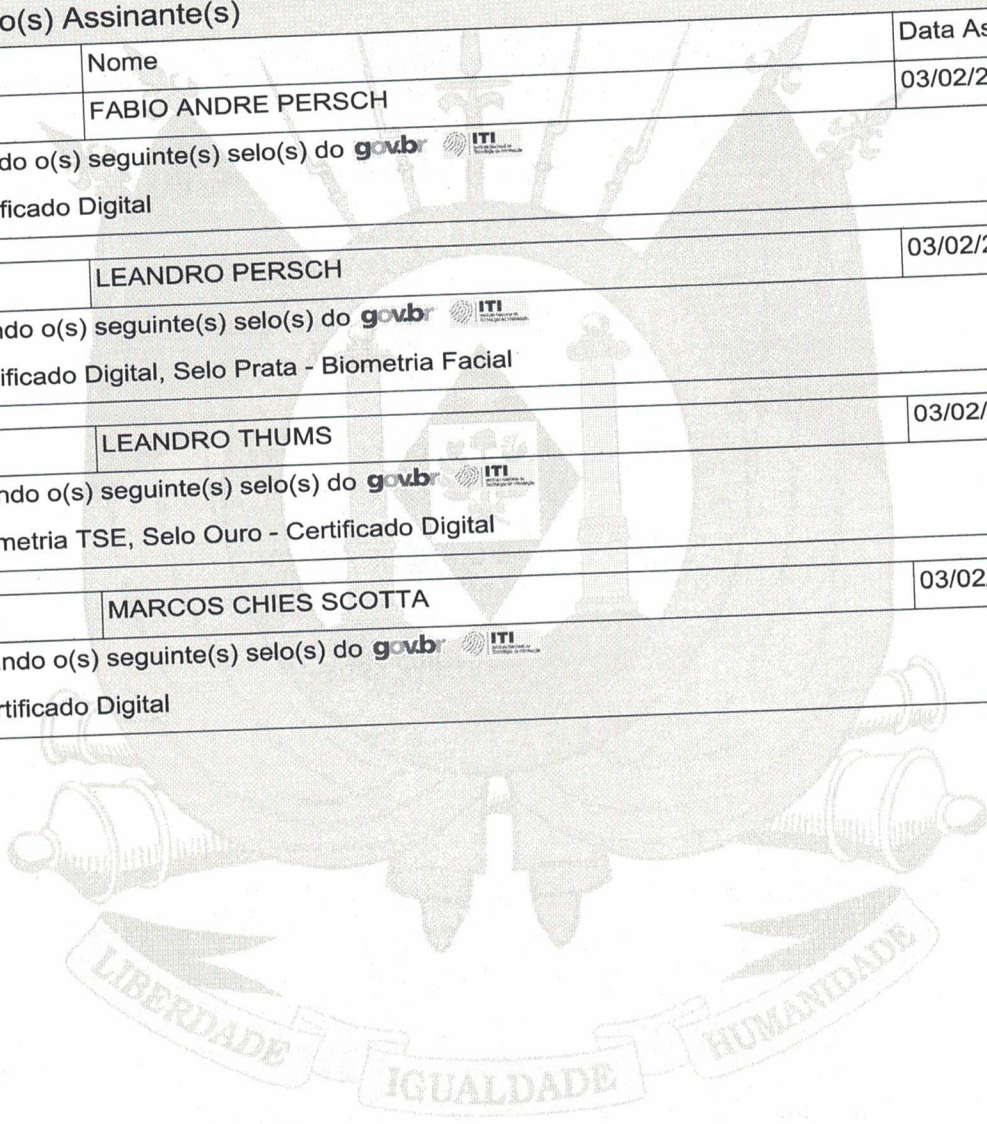 o(s) Assinante(s)
Nome Data As
FABIO ANDRE PERSCH 03/02/2
do o(s) seguinte(s) selo(s) do gov.br ITI
ficado Digital
LEANDRO PERSCH 03/02/2
ndo o(s) seguinte(s) selo(s) do gov.br ITI
ificado Digital, Selo Prata - Biometria Facial
LEANDRO THUMS 03/02/
ndo o(s) seguinte(s) selo(s) do gov.br ITI
metria TSE, Selo Ouro - Certificado Digital
MARCOS CHIES SCOTTA 03/02
ndo o(s) seguinte(s) selo(s) do gov.br ITI
rtificado Digital
LIBERDADE IGUALDADE HUMANIDADE